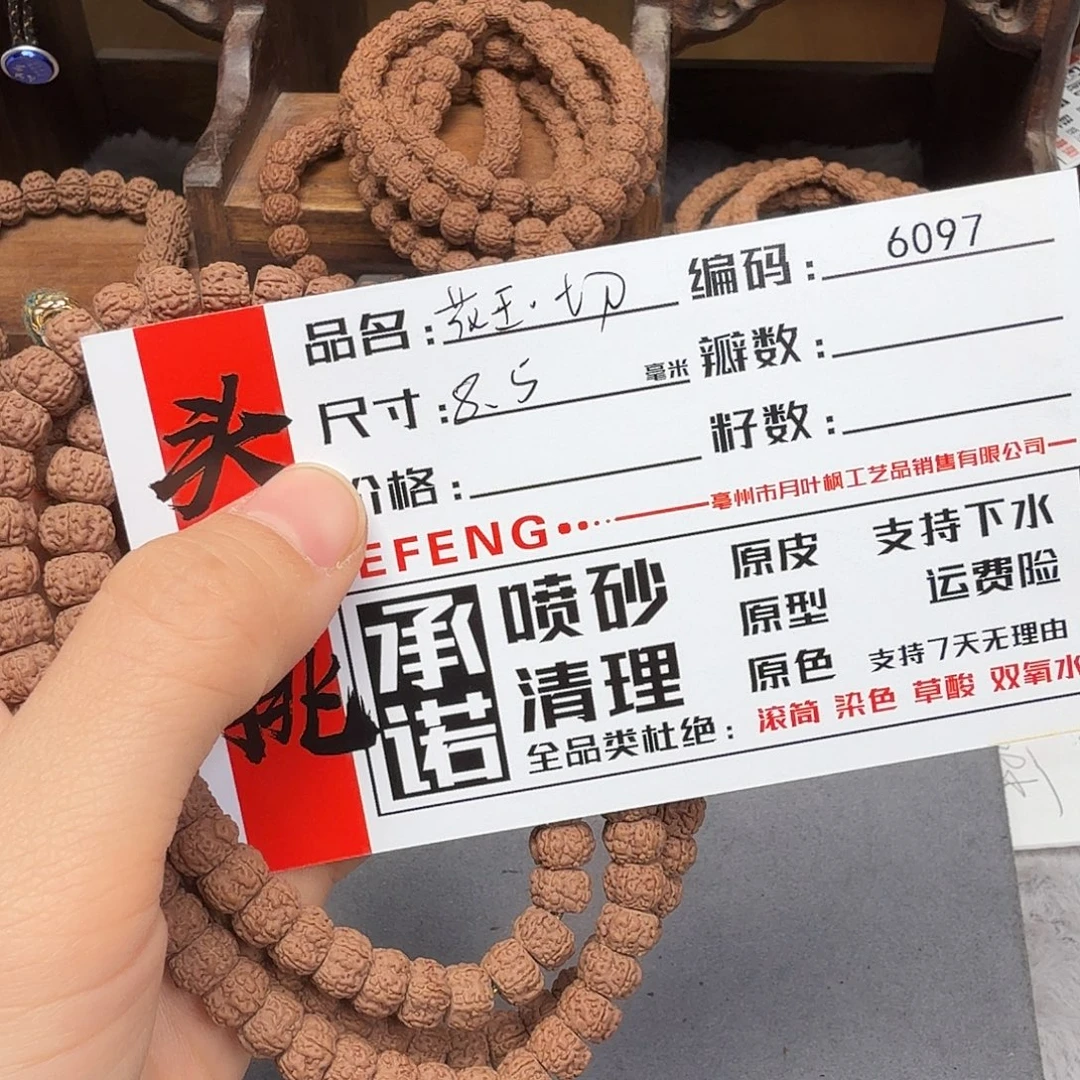 头挑
品名: 切
编码: 6097
尺寸: 8.5 毫米
瓣数:
价格:
籽数:
EFENG
亳州市月叶枫工艺品销售有限公司
承诺
喷砂清理
原皮 支持下水
原型 运费险
原色 支持7天无理由
全品类杜绝: 滚筒 染色 草酸 双氧水